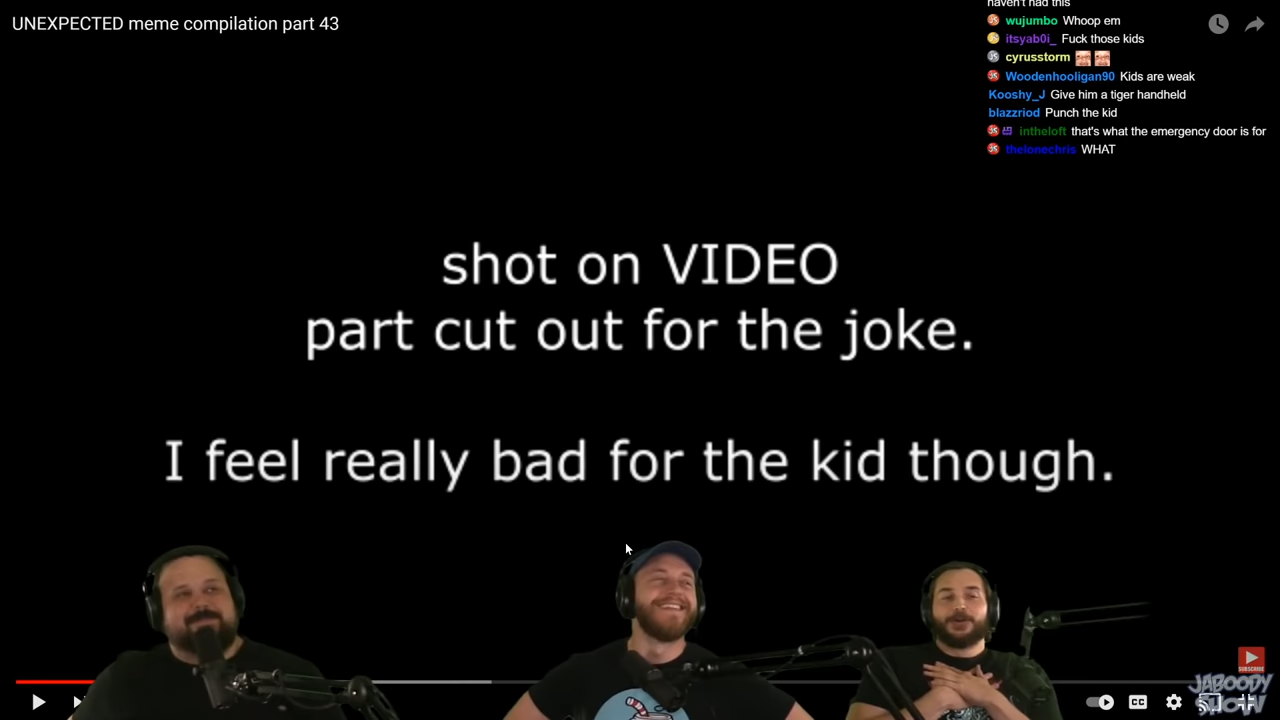 UNEXPECTED meme compilation part 43
haven't had this
wujumbo Whoop em
itsyab0i_ Fuck those kids
cyrusstorm
Woodenhooligan90 Kids are weak
Kooshy_J Give him a tiger handheld
blazzriod Punch the kid
intheloft that's what the emergency door is for
thelonechris WHAT
shot on VIDEO
part cut out for the joke.
I feel really bad for the kid though.
SUBSCRIBE
JABOODY
SHOW
CC